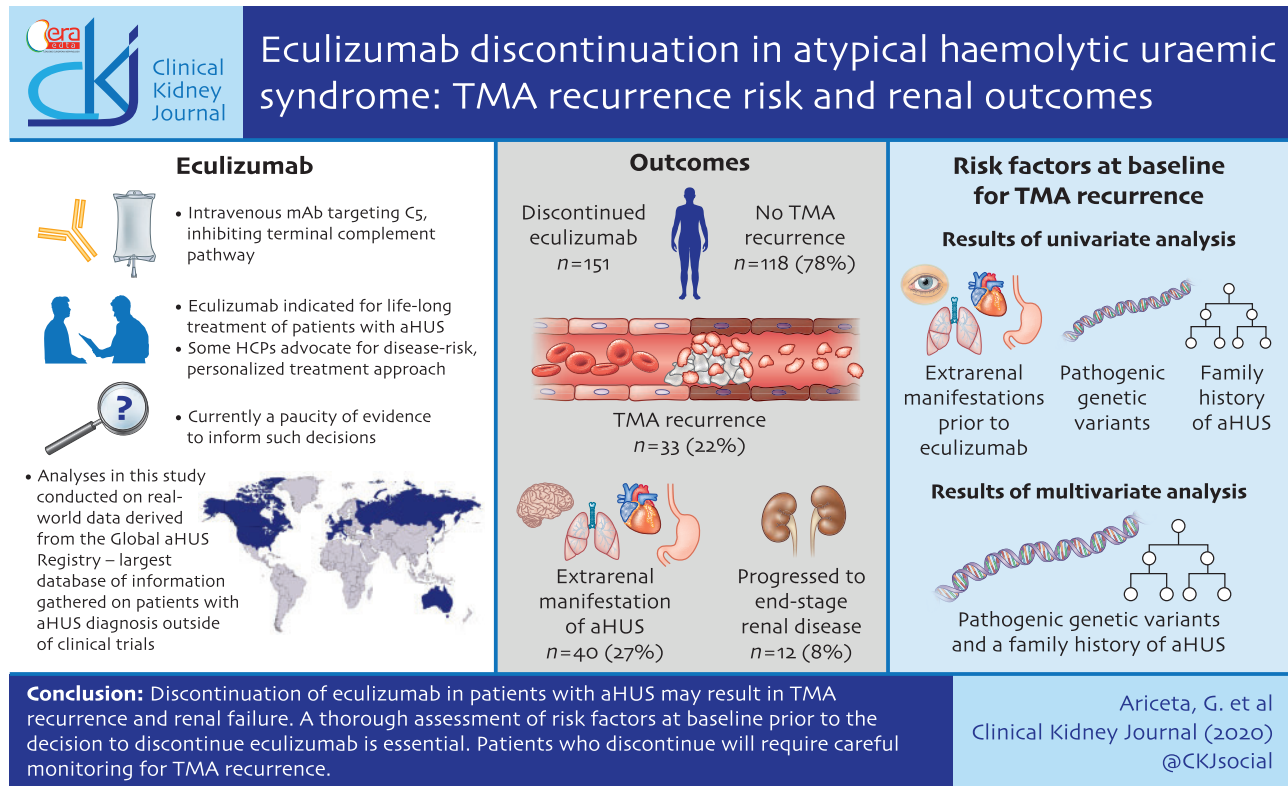 era
edta
ckj
Clinical
Kidney
Journal
Eculizumab discontinuation in atypical haemolytic uraemic
syndrome: TMA recurrence risk and renal outcomes
Eculizumab
• Intravenous mAb targeting C5,
inhibiting terminal complement
pathway
• Eculizumab indicated for life-long
treatment of patients with aHUS
• Some HCPs advocate for disease-risk,
personalized treatment approach
?
• Currently a paucity of evidence
to inform such decisions
• Analyses in this study
conducted on real-
world data derived
from the Global aHUS
Registry – largest
database of information
gathered on patients with
aHUS diagnosis outside
of clinical trials
Outcomes
Discontinued
eculizumab
n=151
No TMA
recurrence
n=118 (78%)
TMA recurrence
n=33 (22%)
Extrarenal
manifestation
of aHUS
n=40 (27%)
Progressed to
end-stage
renal disease
n=12 (8%)
Risk factors at baseline
for TMA recurrence
Results of univariate analysis
Extrarenal
manifestations
prior to
eculizumab
Pathogenic
genetic
variants
Family
history
of aHUS
Results of multivariate analysis
Pathogenic genetic variants
and a family history of aHUS
Conclusion: Discontinuation of eculizumab in patients with aHUS may result in TMA
recurrence and renal failure. A thorough assessment of risk factors at baseline prior to the
decision to discontinue eculizumab is essential. Patients who discontinue will require careful
monitoring for TMA recurrence.
Ariceta, G. et al
Clinical Kidney Journal (2020)
@CKJsocial